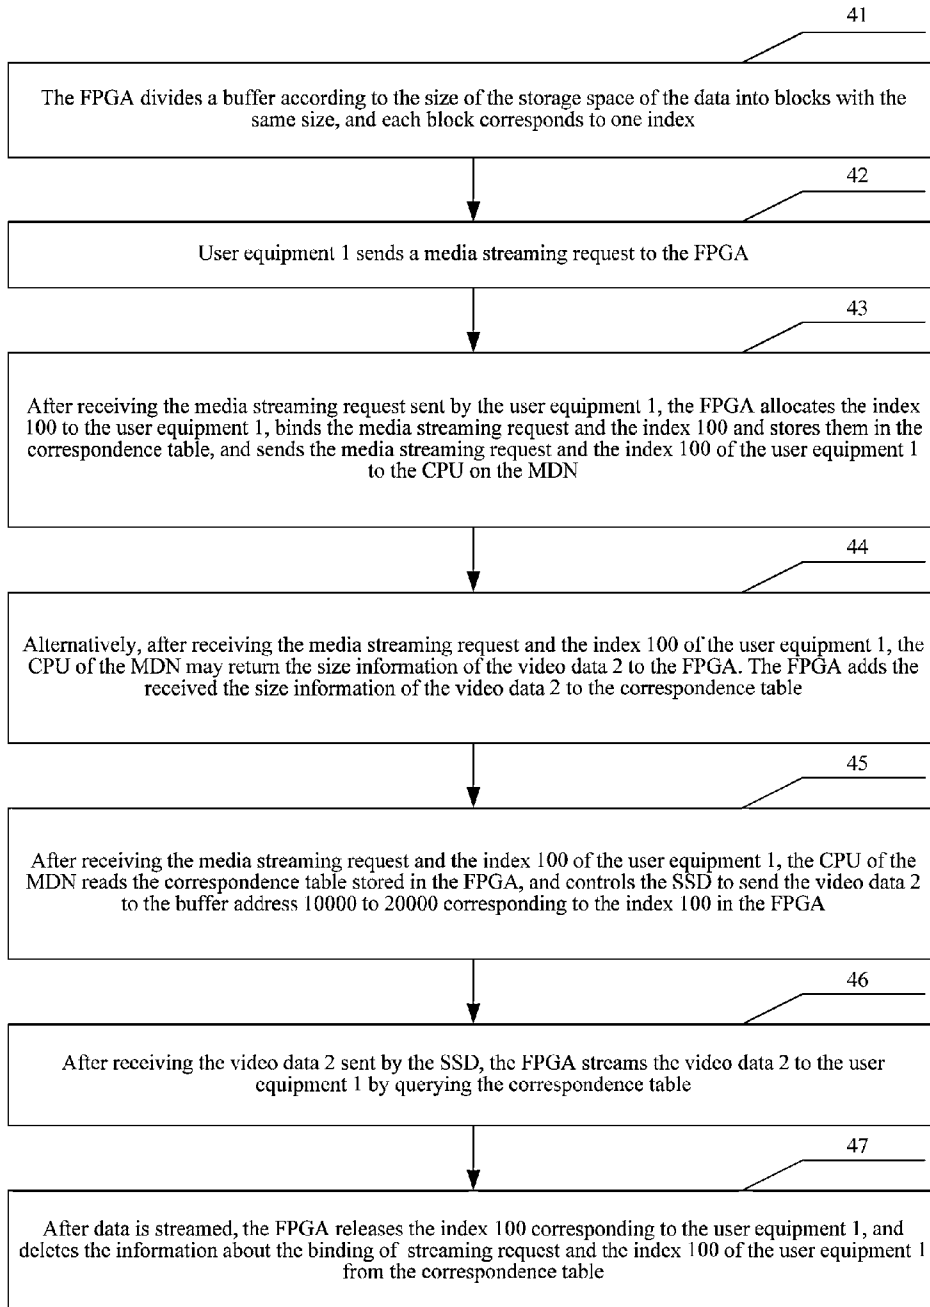 41
The FPGA divides a buffer according to the size of the storage space of the data into blocks with the
same size, and each block corresponds to one index
42
User equipment 1 sends a media streaming request to the FPGA
43
After receiving the media streaming request sent by the user equipment 1, the FPGA allocates the index
100 to the user equipment 1, binds the media streaming request and the index 100 and stores them in the
correspondence table, and sends the media streaming request and the index 100 of the user equipment 1
to the CPU on the MDN
44
Alternatively, after receiving the media streaming request and the index 100 of the user equipment 1, the
CPU of the MDN may return the size information of the video data 2 to the FPGA. The FPGA adds the
received the size information of the video data 2 to the correspondence table
45
After receiving the media streaming request and the index 100 of the user equipment 1, the CPU of the
MDN reads the correspondence table stored in the FPGA, and controls the SSD to send the video data 2
to the buffer address 10000 to 20000 corresponding to the index 100 in the FPGA
46
After receiving the video data 2 sent by the SSD, the FPGA streams the video data 2 to the user
equipment 1 by querying the correspondence table
47
After data is streamed, the FPGA releases the index 100 corresponding to the user equipment 1, and
deletes the information about the binding of streaming request and the index 100 of the user equipment 1
from the correspondence table